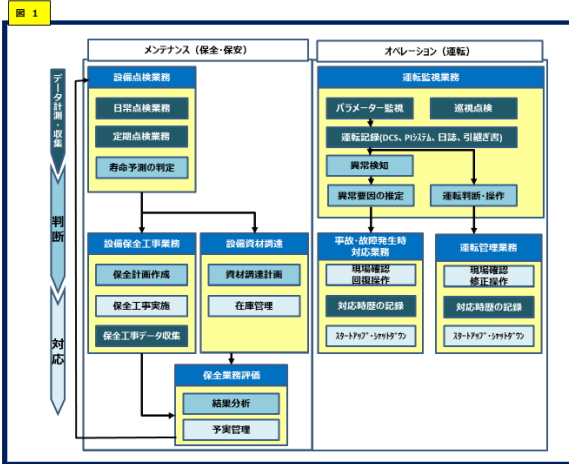 図 1
メンテナンス（保全・保安）
オペレーション（運転）
データ計測・収集
判断
対応
設備点検業務
日常点検業務
定期点検業務
寿命予測の判定
設備保全工事業務
保全計画作成
保全工事実施
保全工事データ収集
設備資材調達
資材調達計画
在庫管理
保全業務評価
結果分析
予実管理
運転監視業務
パラメーター監視
巡視点検
運転記録(DCS、PIシステム、日誌、引継ぎ書)
異常検知
異常要因の推定
運転判断・操作
事故・故障発生時
対応業務
現場確認
回復操作
対応時歴の記録
ｽﾀｰﾄｱｯﾌﾟ・ｼｬｯﾄﾀﾞｳﾝ
運転管理業務
現場確認
修正操作
対応時歴の記録
ｽﾀｰﾄｱｯﾌﾟ・ｼｬｯﾄﾀﾞｳﾝ